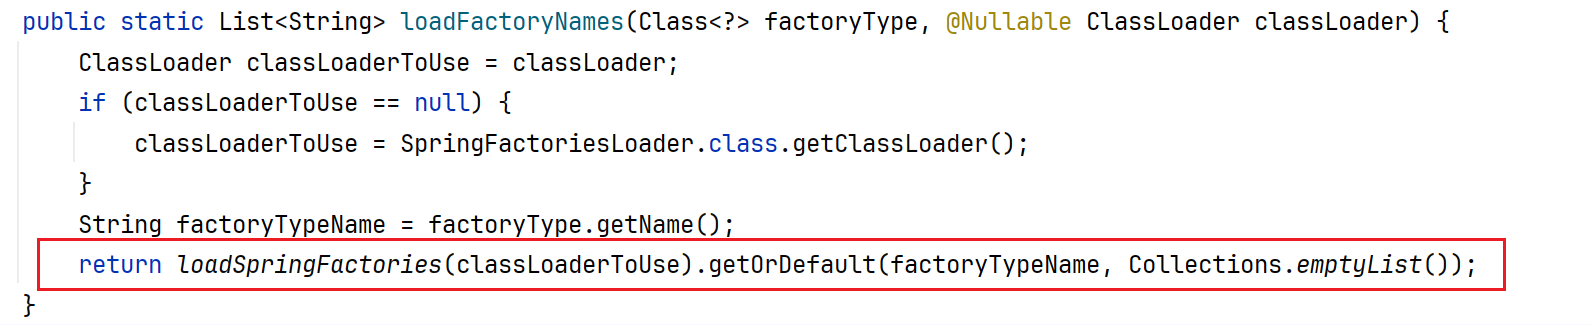 public static List<String> loadFactoryNames(Class<?> factoryType, @Nullable ClassLoader classLoader) {
    ClassLoader classLoaderToUse = classLoader;
    if (classLoaderToUse == null) {
        classLoaderToUse = SpringFactoriesLoader.class.getClassLoader();
    }
    String factoryTypeName = factoryType.getName();
    return loadSpringFactories(classLoaderToUse).getOrDefault(factoryTypeName, Collections.emptyList());
}